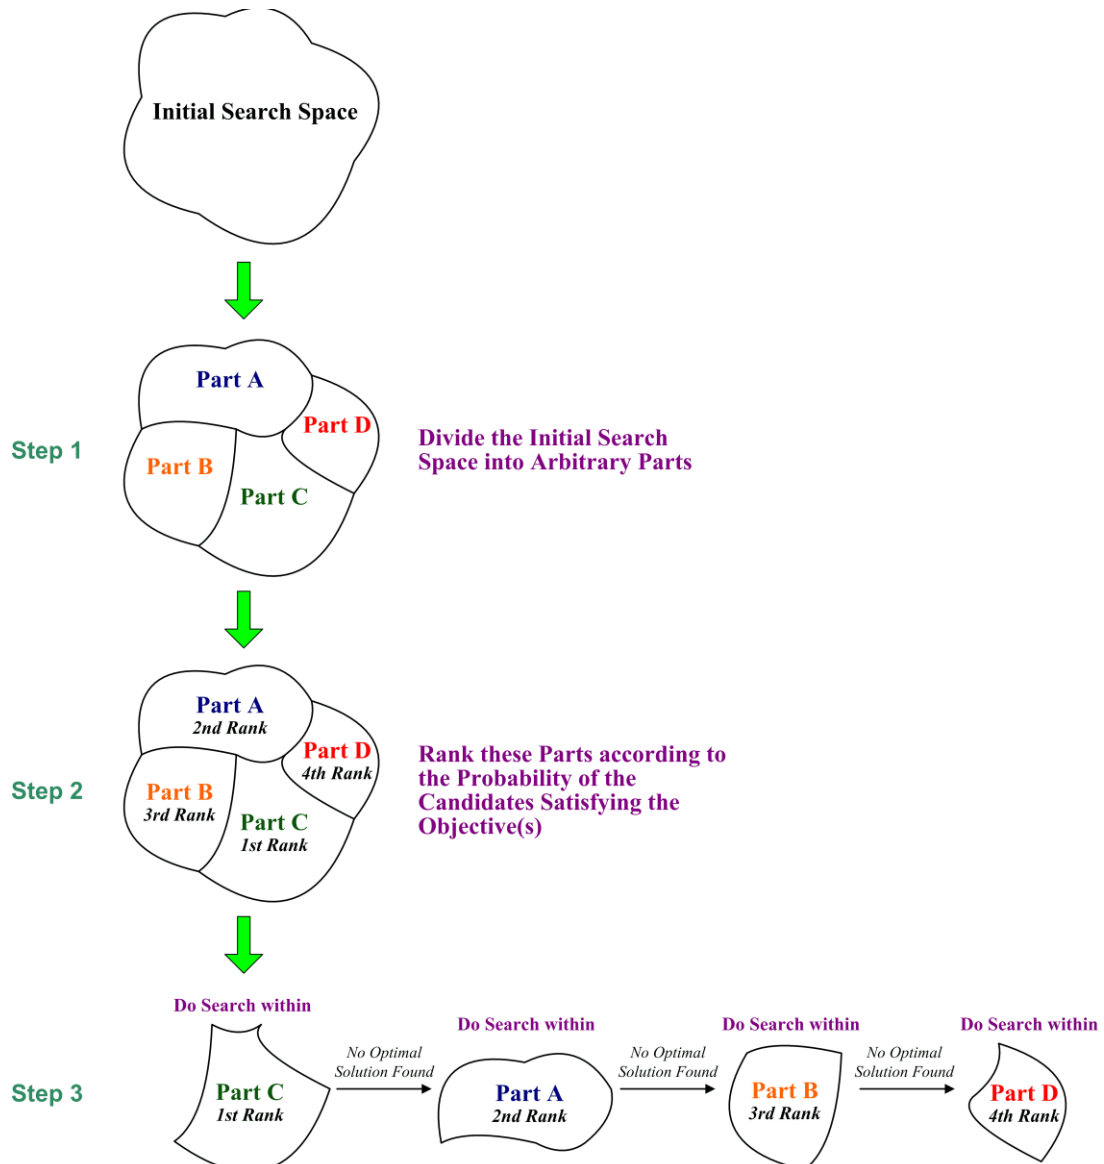 Initial Search Space
Part A
Part D
Part B
Part C
Step 1
Divide the Initial Search
Space into Arbitrary Parts
Part A
2nd Rank
Part D
4th Rank
Part B
3rd Rank
Part C
1st Rank
Step 2
Rank these Parts according to
the Probability of the
Candidates Satisfying the
Objective(s)
Step 3
Do Search within
Part C
1st Rank
No Optimal
Solution Found
Do Search within
Part A
2nd Rank
No Optimal
Solution Found
Do Search within
Part B
3rd Rank
No Optimal
Solution Found
Do Search within
Part D
4th Rank